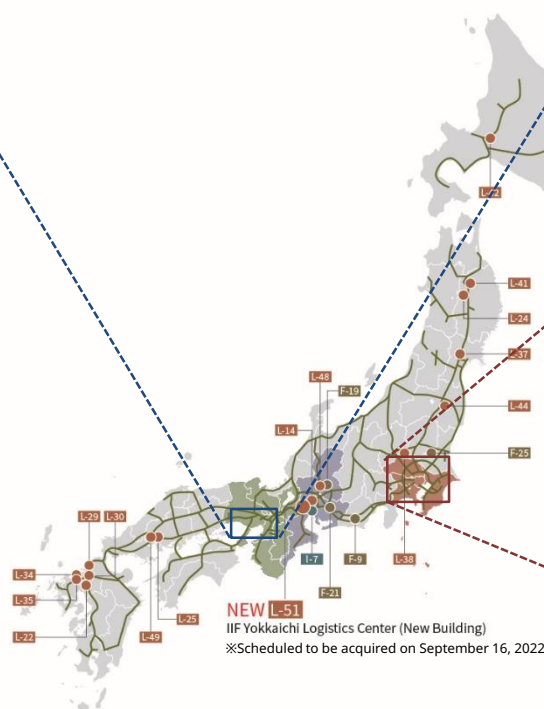 L-41
L-24
L-37
L-48
F-19
L-44
L-14
F-25
L-29
L-30
L-34
I-7
F-9
L-38
L-35
F-21
L-25
L-22
L-49
NEW L-51
IIF Yokkaichi Logistics Center (New Building)
※Scheduled to be acquired on September 16, 2022